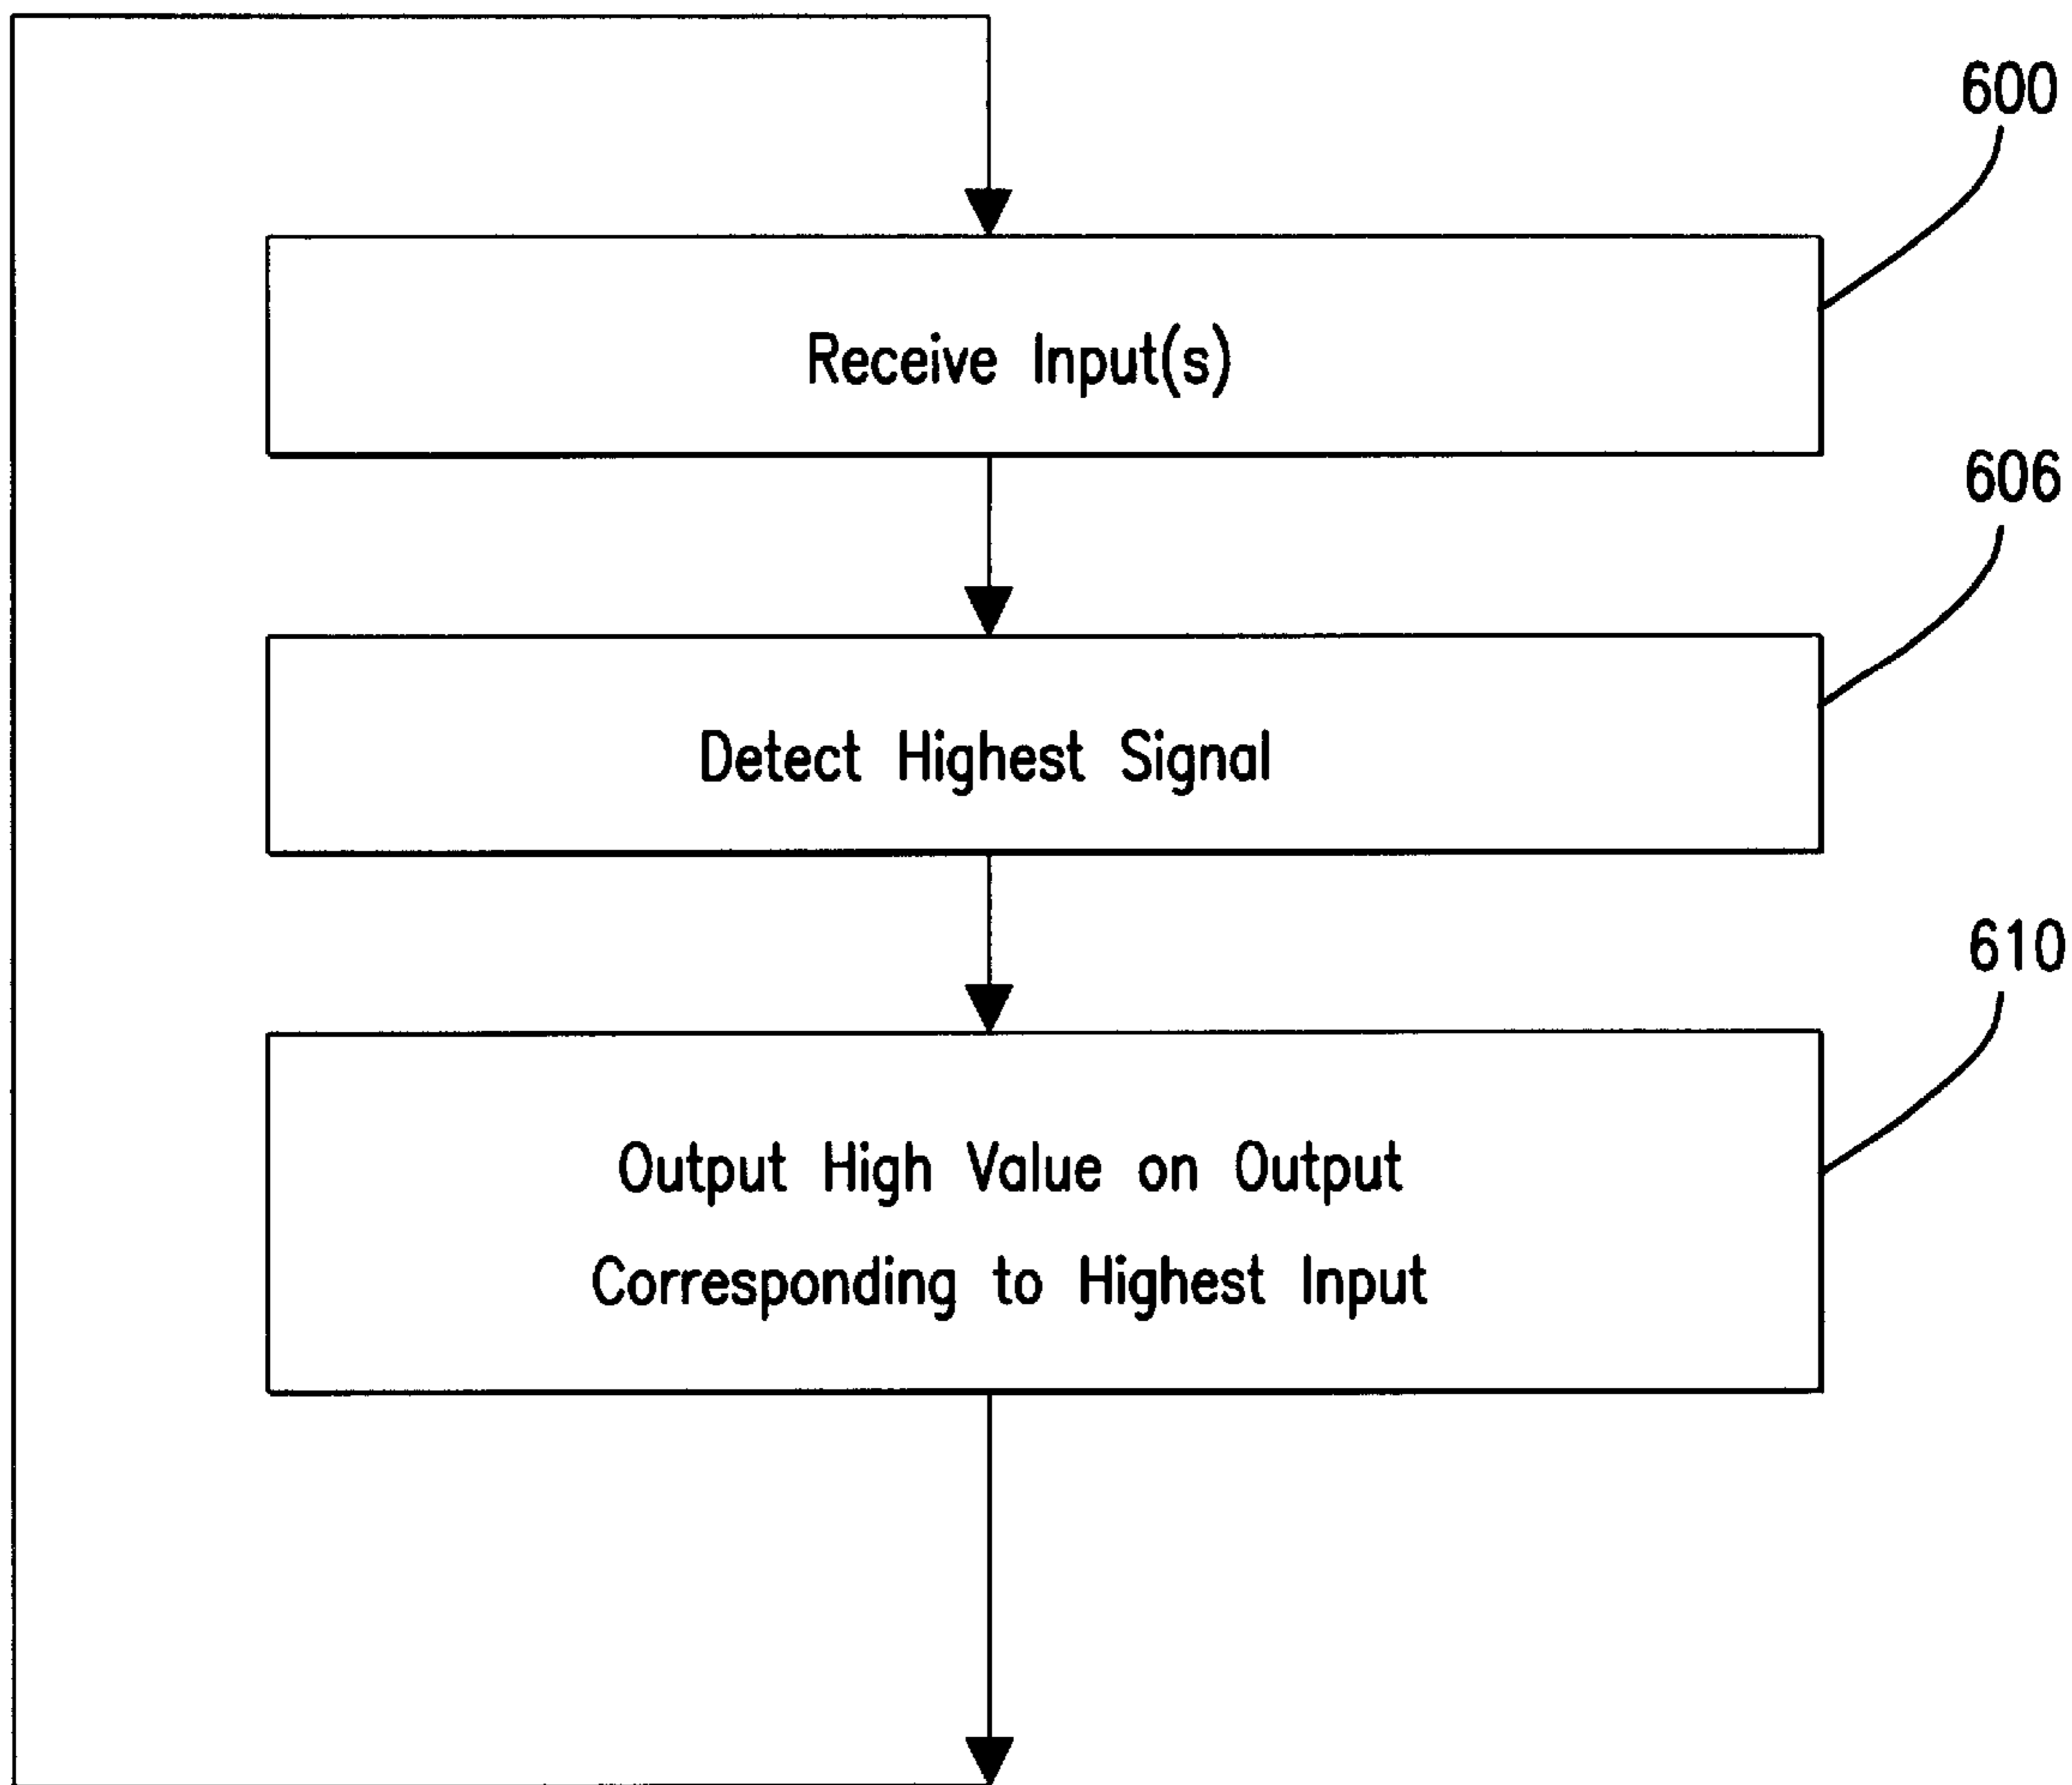 600
Receive Input(s)
606
Detect Highest Signal
610
Output High Value on Output
Corresponding to Highest Input